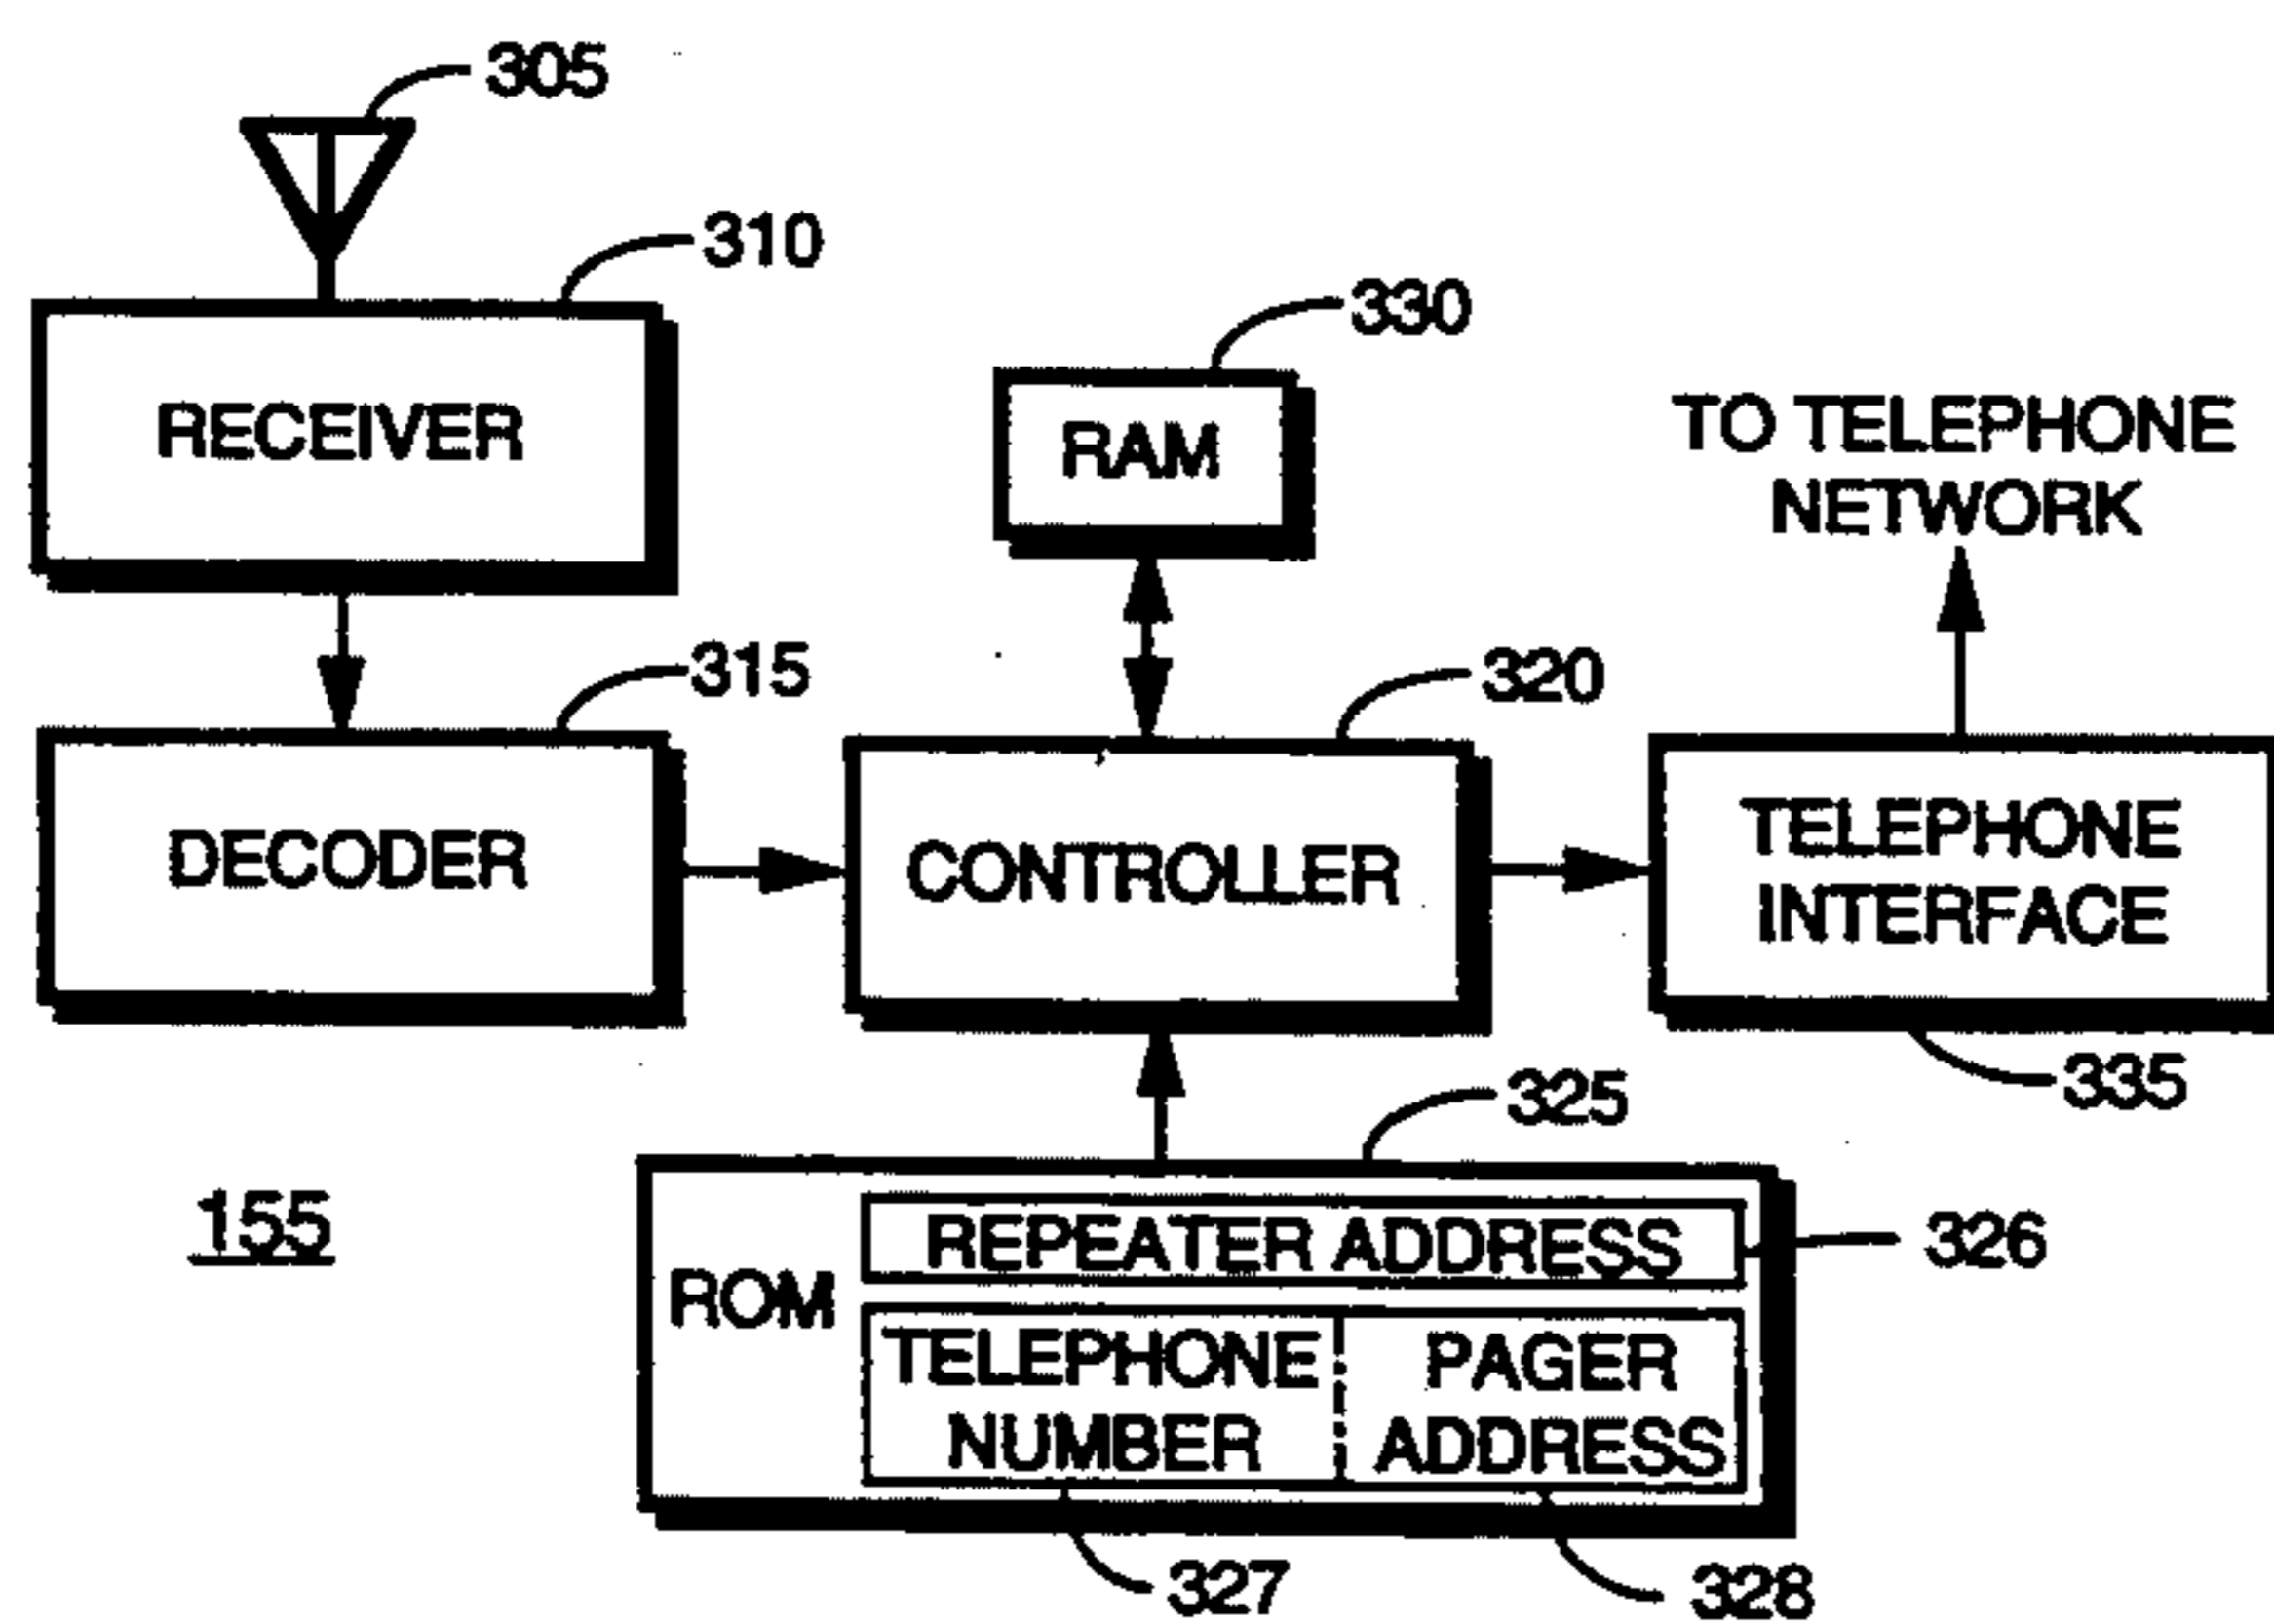 305
310
RECEIVER
330
RAM
TO TELEPHONE
NETWORK
315
320
DECODER
CONTROLLER
TELEPHONE
INTERFACE
335
325
155
ROM
REPEATER ADDRESS
326
TELEPHONE
NUMBER
PAGER
ADDRESS
327
328